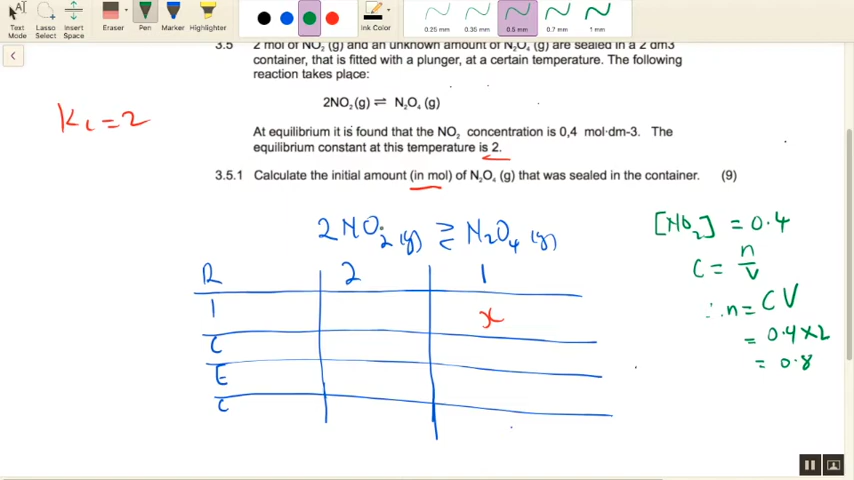 Text Mode
Lasso Select
Insert Space
Eraser
Pen
Marker
Highlighter
Ink Color
0.25 mm
0.35 mm
0.5 mm
0.7 mm
1 mm
3.5 2 mol of NO2 (g) and an unknown amount of N2O4 (g) are sealed in a 2 dm3
container, that is fitted with a plunger, at a certain temperature. The following
reaction takes place:
2NO2(g) ⇌ N2O4 (g)
At equilibrium it is found that the NO2 concentration is 0,4 mol·dm-3. The
equilibrium constant at this temperature is 2.
3.5.1 Calculate the initial amount (in mol) of N2O4 (g) that was sealed in the container. (9)
Kc = 2
2NO2 (g) ⇌ N2O4 (g)
R 2 1
I x
C
E
C
[NO2] = 0.4
C = n/V
∴ n = CV
= 0.4 x 2
= 0.8